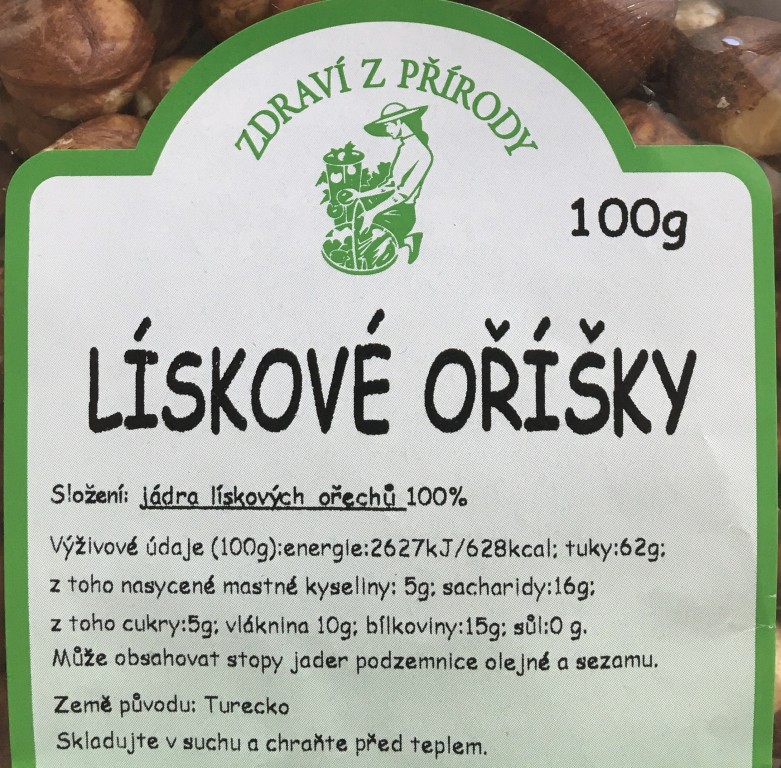 ZDRAVÍ Z PŘÍRODY
100g
LÍSKOVÉ OŘÍŠKY
Složení: jádra lískových ořechů 100%
Výživové údaje (100g):energie:2627kJ/628kcal; tuky:62g;
z toho nasycené mastné kyseliny: 5g; sacharidy:16g;
z toho cukry:5g; vláknina 10g; bílkoviny:15g; sůl:0 g.
Může obsahovat stopy jader podzemnice olejné a sezamu.
Země původu: Turecko
Skladujte v suchu a chraňte před teplem.